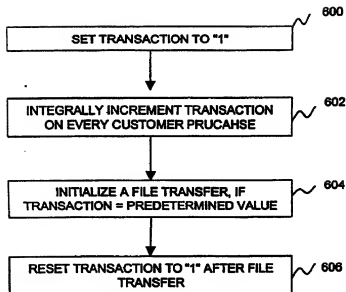 600
SET TRANSACTION TO "1"
INTEGRALLY INCREMENT TRANSACTION
ON EVERY CUSTOMER PRUCAHSE
602
INITIALIZE A FILE TRANSFER, IF
TRANSACTION = PREDETERMINED VALUE
604
RESET TRANSACTION TO "1" AFTER FILE
TRANSFER
606